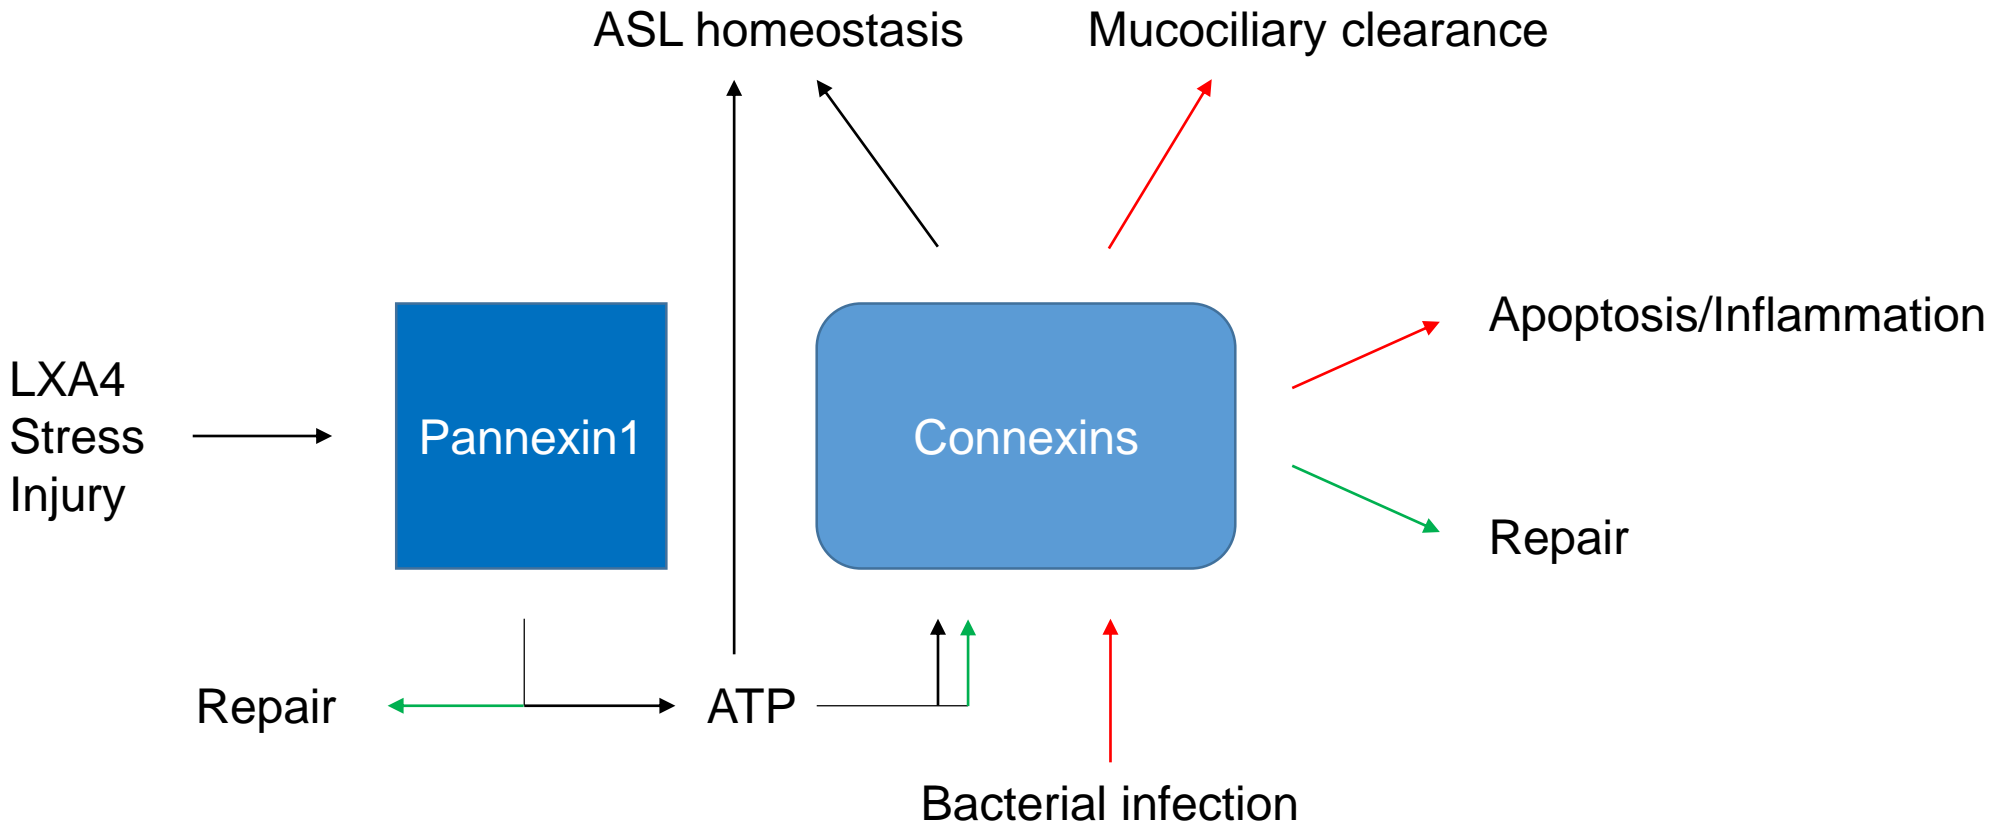 ASL homeostasis
Mucociliary clearance
Apoptosis/Inflammation
LXA4
Stress
Injury
Pannexin1
Connexins
Repair
Repair
ATP
Bacterial infection